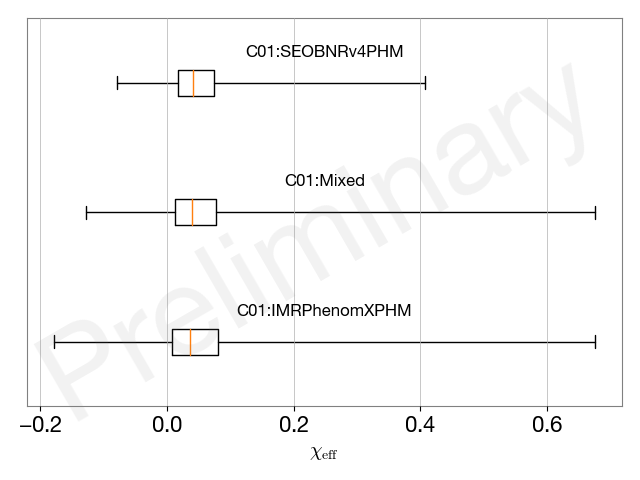 C01:SEOBNRv4PHM
C01:Mixed
C01:IMRPhenomXPHM
Preliminary
−0.2 0.0 0.2 0.4 0.6
χeff